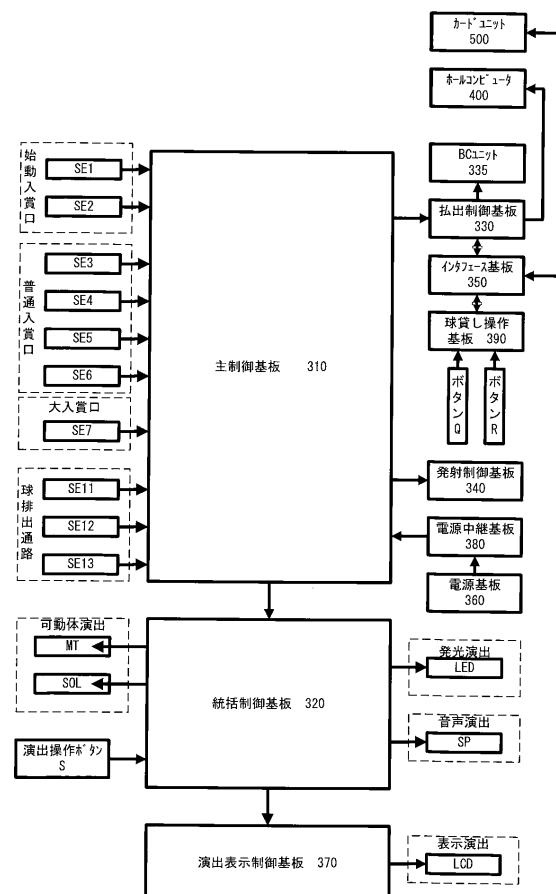 カードユニット
500
ホールコンピュータ
400
BCユニット
335
払出制御基板
330
インタフェース基板
350
球貸し操作
基板 390
ボタンQ
ボタンR
始動入賞口
SE1
SE2
普通入賞口
SE3
SE4
SE5
SE6
大入賞口
SE7
球排出通路
SE11
SE12
SE13
主制御基板 310
発射制御基板
340
電源中継基板
380
電源基板
360
可動体演出
MT
SOL
演出操作ボタン
S
統括制御基板 320
発光演出
LED
音声演出
SP
演出表示制御基板 370
表示演出
LCD